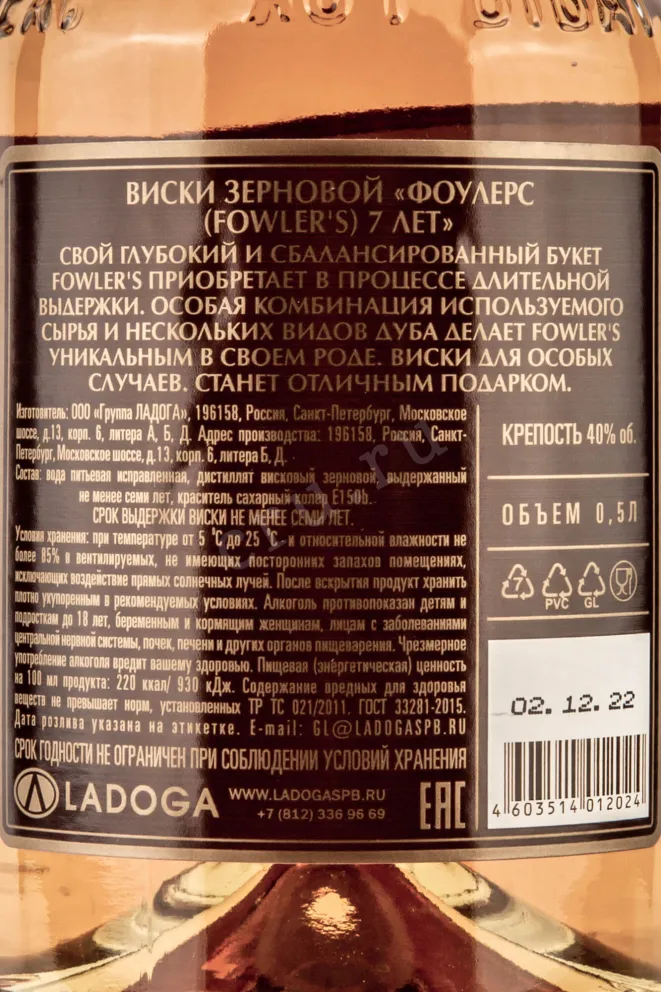 ВИСКИ ЗЕРНОВОЙ «ФОУЛЕРС
(FOWLER'S) 7 ЛЕТ»
СВОЙ ГЛУБОКИЙ И СБАЛАНСИРОВАННЫЙ БУКЕТ
FOWLER'S ПРИОБРЕТАЕТ В ПРОЦЕССЕ ДЛИТЕЛЬНОЙ
ВЫДЕРЖКИ. ОСОБАЯ КОМБИНАЦИЯ ИСПОЛЬЗУЕМОГО
СЫРЬЯ И НЕСКОЛЬКИХ ВИДОВ ДУБА ДЕЛАЕТ FOWLER'S
УНИКАЛЬНЫМ В СВОЕМ РОДЕ. ВИСКИ ДЛЯ ОСОБЫХ
СЛУЧАЕВ. СТАНЕТ ОТЛИЧНЫМ ПОДАРКОМ.
Изготовитель: ООО «Группа ЛАДОГА», 196158, Россия, Санкт-Петербург, Московское
шоссе, д.13, корп. 6, литера А, Б, Д. Адрес производства: 196158, Россия, Санкт-
Петербург, Московское шоссе, д.13, корп. 6, литера Б, Д.
Состав: вода питьевая исправленная, дистиллят висковый зерновой, выдержанный
не менее семи лет, краситель сахарный колер E150b.
СРОК ВЫДЕРЖКИ ВИСКИ НЕ МЕНЕЕ СЕМИ ЛЕТ.
Условия хранения: при температуре от 5 °С до 25 °С и относительной влажности не
более 85% в вентилируемых, не имеющих посторонних запахов помещениях,
исключающих воздействие прямых солнечных лучей. После вскрытия продукт хранить
плотно укупоренным в рекомендуемых условиях. Алкоголь противопоказан детям и
подросткам до 18 лет, беременным и кормящим женщинам, лицам с заболеваниями
центральной нервной системы, почек, печени и других органов пищеварения. Чрезмерное
употребление алкоголя вредит вашему здоровью. Пищевая (энергетическая) ценность
на 100 мл продукта: 220 ккал/ 930 кДж. Содержание вредных для здоровья
веществ не превышает норм, установленных ТР ТС 021/2011. ГОСТ 33281-2015.
Дата розлива указана на этикетке. E-mail: GL@LADOGASPB.RU
СРОК ГОДНОСТИ НЕ ОГРАНИЧЕН ПРИ СОБЛЮДЕНИИ УСЛОВИЙ ХРАНЕНИЯ
LADOGA
WWW.LADOGASPB.RU
+7 (812) 336 96 69
EAC
КРЕПОСТЬ 40% об.
ОБЪЕМ 0,5Л
7
PVC
GL
02.12.22
4 603514 012024